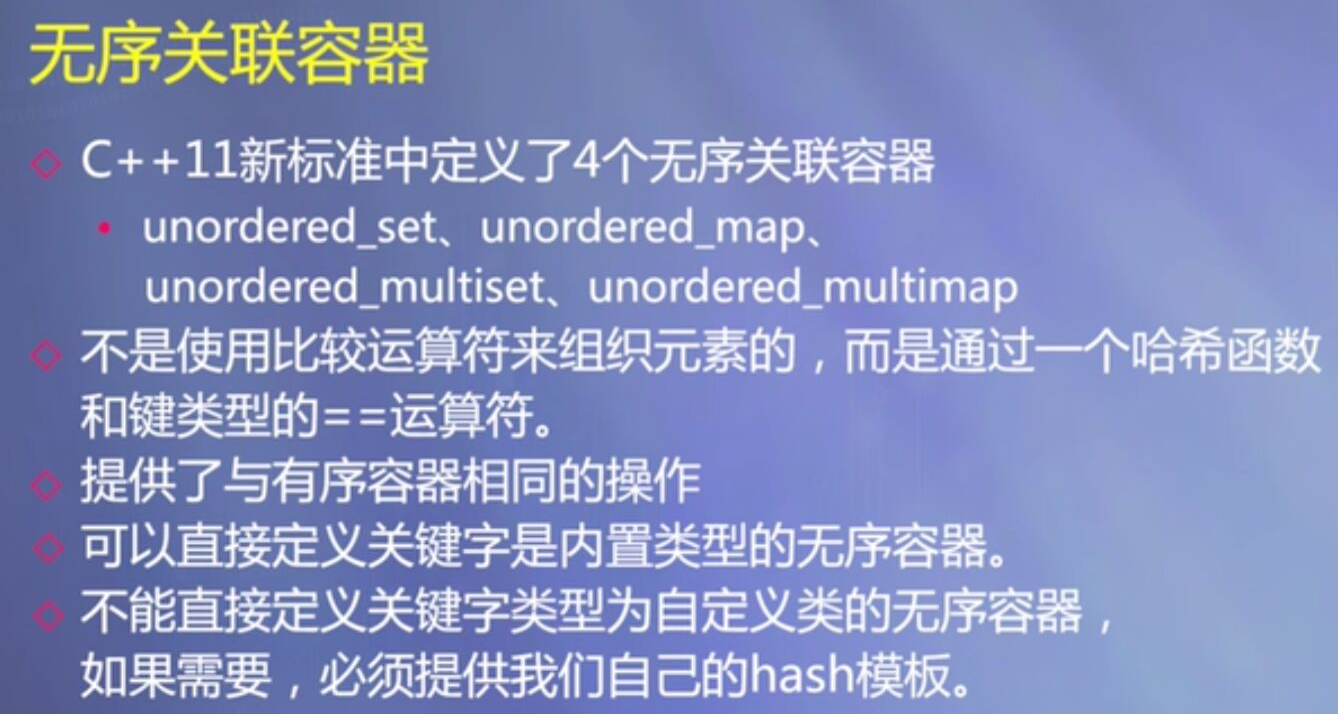 无序关联容器
C++11新标准中定义了4个无序关联容器
unordered_set、unordered_map、
unordered_multiset、unordered_multimap
不是使用比较运算符来组织元素的，而是通过一个哈希函数
和键类型的==运算符。
提供了与有序容器相同的操作
可以直接定义关键字是内置类型的无序容器。
不能直接定义关键字类型为自定义类的无序容器，
如果需要，必须提供我们自己的hash模板。